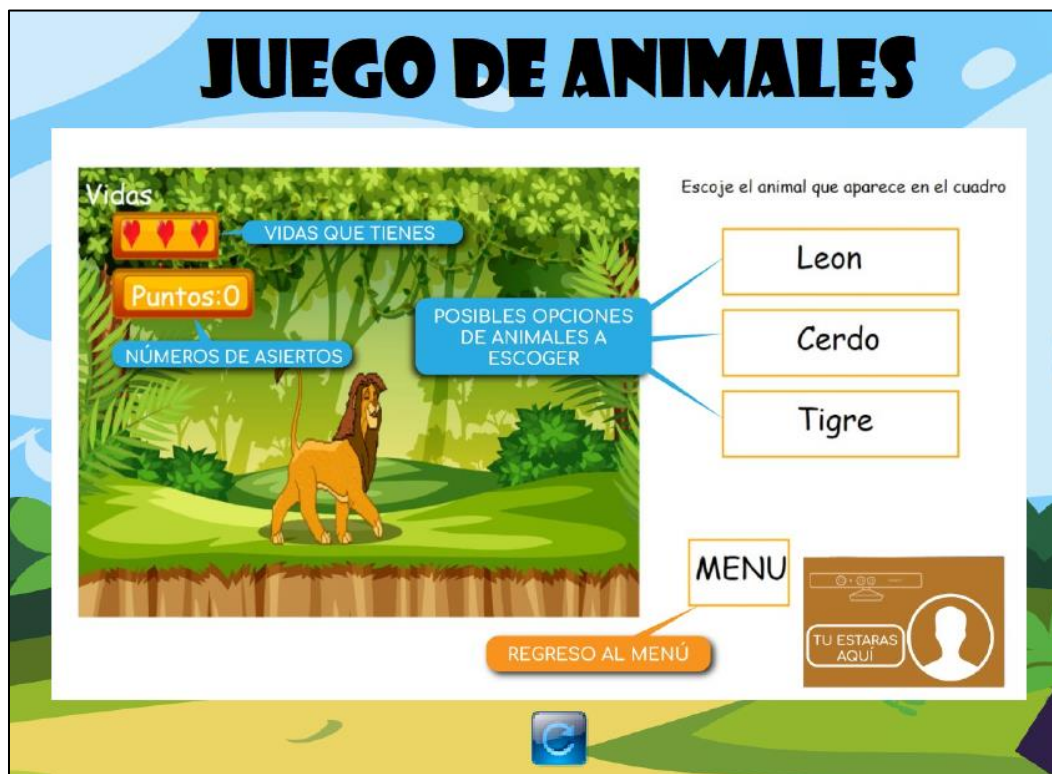 JUEGO DE ANIMALES
Vidas
VIDAS QUE TIENES
Puntos:0
NÚMEROS DE ASIERTOS
POSIBLES OPCIONES
DE ANIMALES A
ESCOGER
Escoje el animal que aparece en el cuadro
Leon
Cerdo
Tigre
MENU
REGRESO AL MENÚ
TU ESTARAS
AQUÍ